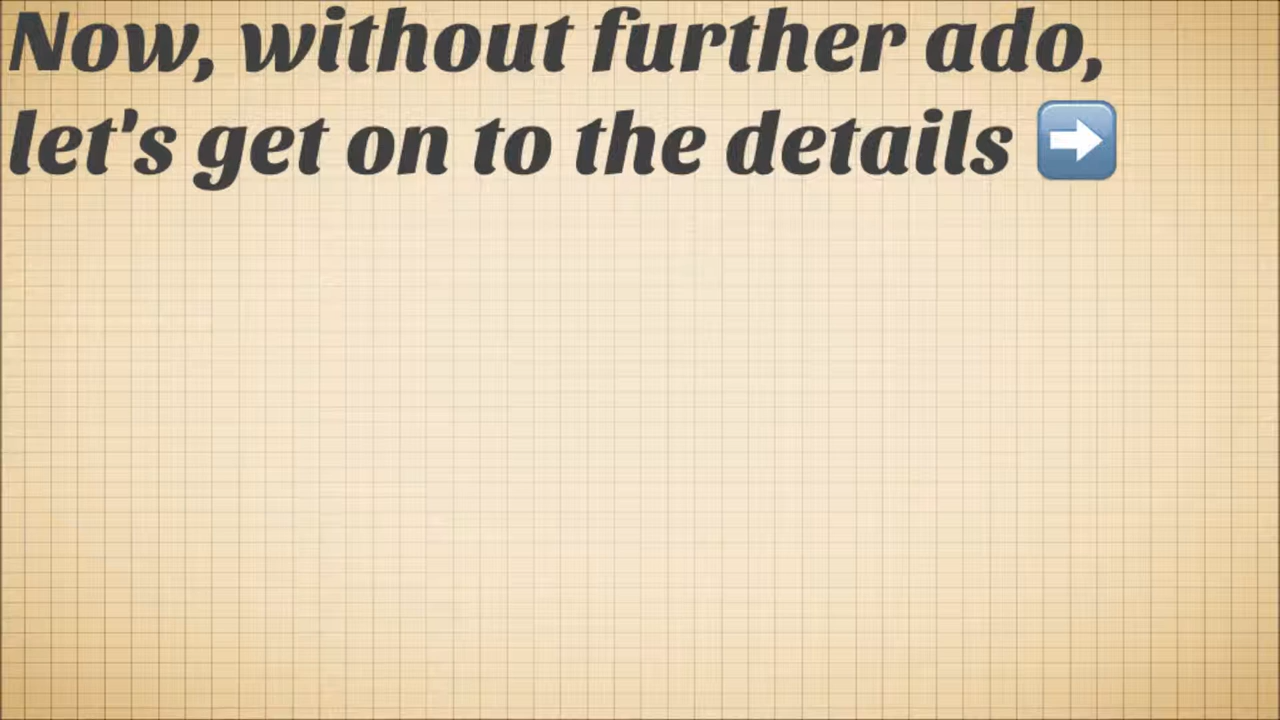 Now, without further ado,
let's get on to the details ➡️